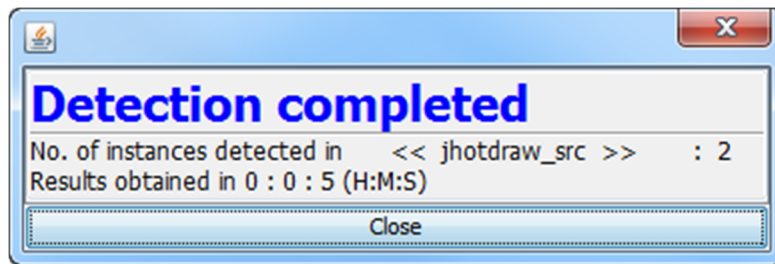 Detection completed
No. of instances detected in << jhotdraw_src >> : 2
Results obtained in 0 : 0 : 5 (H:M:S)
Close